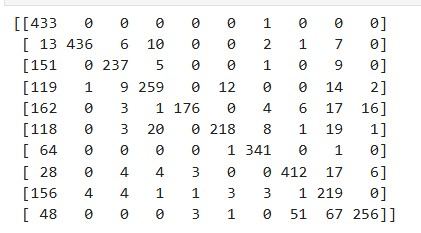 [[433 0 0 0 0 0 1 0 0 0]
[ 13 436 6 10 0 0 2 1 7 0]
[151 0 237 5 0 0 1 0 9 0]
[119 1 9 259 0 12 0 0 14 2]
[162 0 3 1 176 0 4 6 17 16]
[118 0 3 20 0 218 8 1 19 1]
[ 64 0 0 0 0 1 341 0 1 0]
[ 28 0 4 4 3 0 0 412 17 6]
[156 4 4 1 1 3 3 1 219 0]
[ 48 0 0 0 3 1 0 51 67 256]]